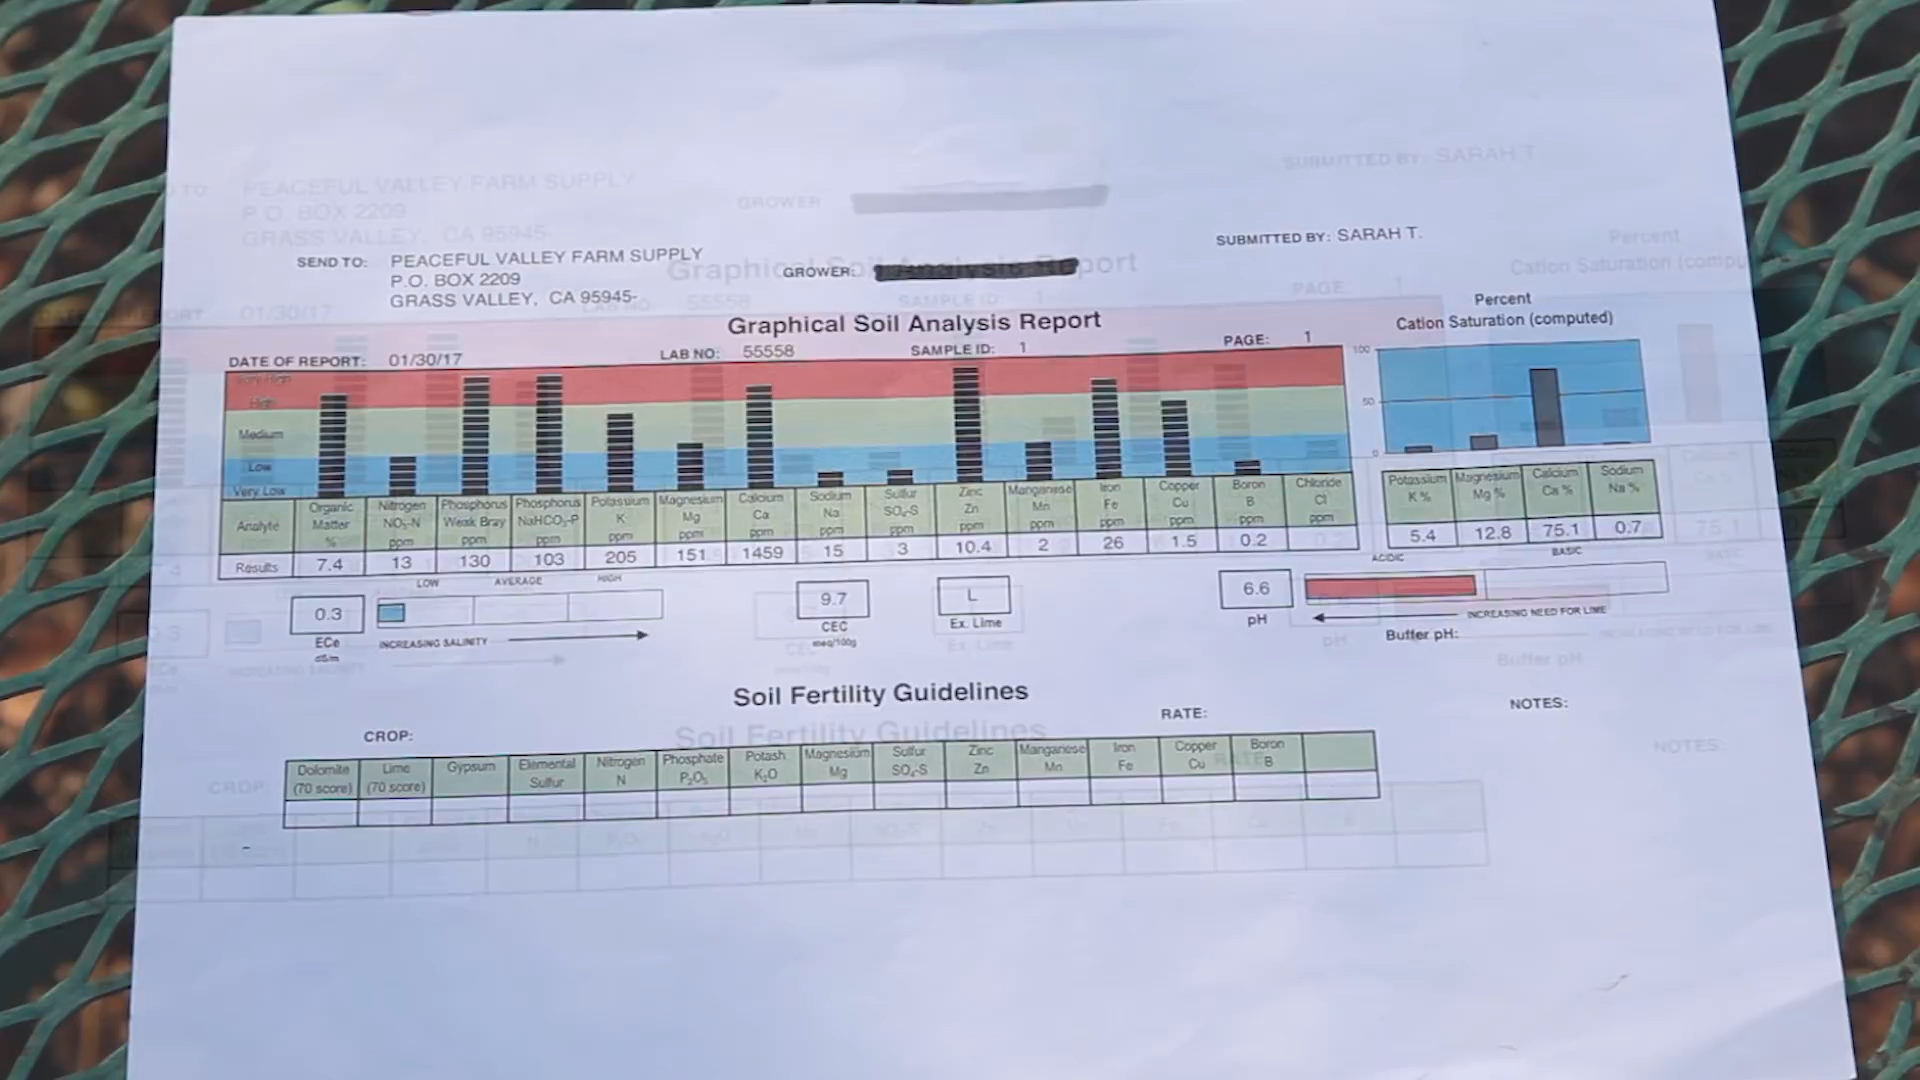 SEND TO: PEACEFUL VALLEY FARM SUPPLY
P.O. BOX 2209
GRASS VALLEY, CA 95945-
GROWER:
SUBMITTED BY: SARAH T.
Graphical Soil Analysis Report
DATE OF REPORT: 01/30/17 LAB NO: 55558 SAMPLE ID: 1 PAGE: 1
Percent
Cation Saturation (computed)
Very High
High
Medium
Low
Very Low
100
50
0
Analyte Organic Matter % Nitrogen NO₃-N ppm Phosphorus Weak Bray ppm Phosphorus NaHCO₃-P ppm Potassium K ppm Magnesium Mg ppm Calcium Ca ppm Sodium Na ppm Sulfur SO₄-S ppm Zinc Zn ppm Manganese Mn ppm Iron Fe ppm Copper Cu ppm Boron B ppm Chloride Cl ppm
Results 7.4 13 130 103 205 151 1459 15 3 10.4 2 26 1.5 0.2
Potassium K % Magnesium Mg % Calcium Ca % Sodium Na %
5.4 12.8 75.1 0.7
LOW AVERAGE HIGH
0.3
ECe
dS/m
INCREASING SALINITY
9.7
CEC
meq/100g
L
Ex. Lime
6.6
pH
ACIDIC BASIC
INCREASING NEED FOR LIME
Buffer pH:
Soil Fertility Guidelines
CROP: RATE: NOTES:
Dolomite (70 score) Lime (70 score) Gypsum Elemental Sulfur Nitrogen N Phosphate P₂O₅ Potash K₂O Magnesium Mg Sulfur SO₄-S Zinc Zn Manganese Mn Iron Fe Copper Cu Boron B